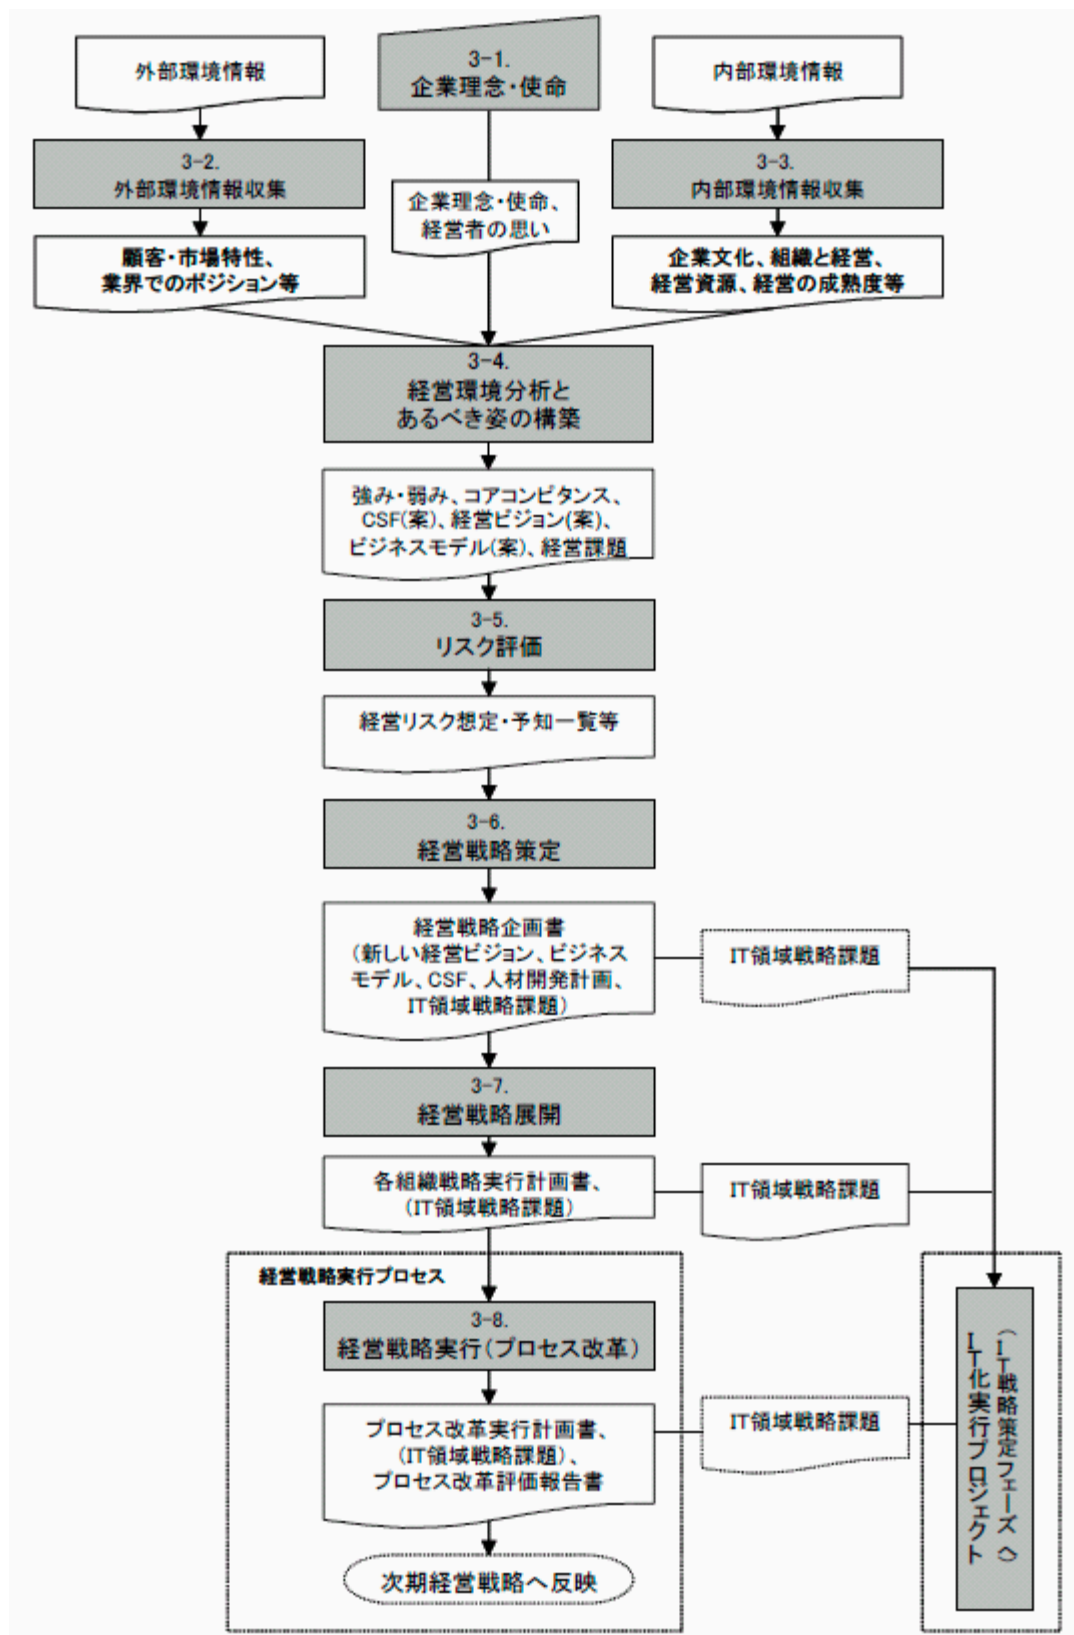 外部環境情報
3-1.
企業理念・使命
内部環境情報
3-2.
外部環境情報収集
企業理念・使命、
経営者の思い
3-3.
内部環境情報収集
顧客・市場特性、
業界でのポジション等
企業文化、組織と経営、
経営資源、経営の成熟度等
3-4.
経営環境分析と
あるべき姿の構築
強み・弱み、コアコンピタンス、
CSF(案)、経営ビジョン(案)、
ビジネスモデル(案)、経営課題
3-5.
リスク評価
経営リスク想定・予知一覧等
3-6.
経営戦略策定
経営戦略企画書
(新しい経営ビジョン、ビジネス
モデル、CSF、人材開発計画、
IT領域戦略課題)
IT領域戦略課題
3-7.
経営戦略展開
各組織戦略実行計画書、
(IT領域戦略課題)
IT領域戦略課題
経営戦略実行プロセス
3-8.
経営戦略実行(プロセス改革)
プロセス改革実行計画書、
(IT領域戦略課題)、
プロセス改革評価報告書
IT領域戦略課題
次期経営戦略へ反映
(IT戦略策定フェーズへ)
IT化実行プロジェクト